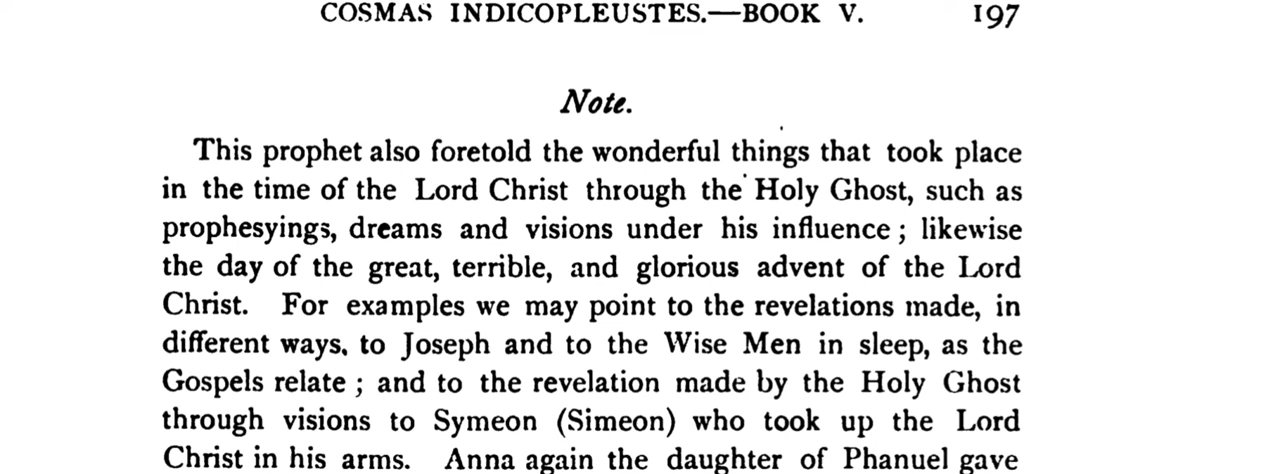 COSMAS INDICOPLEUSTES.—BOOK V. 197
Note.
This prophet also foretold the wonderful things that took place
in the time of the Lord Christ through the Holy Ghost, such as
prophesyings, dreams and visions under his influence ; likewise
the day of the great, terrible, and glorious advent of the Lord
Christ. For examples we may point to the revelations made, in
different ways, to Joseph and to the Wise Men in sleep, as the
Gospels relate ; and to the revelation made by the Holy Ghost
through visions to Symeon (Simeon) who took up the Lord
Christ in his arms. Anna again the daughter of Phanuel gave